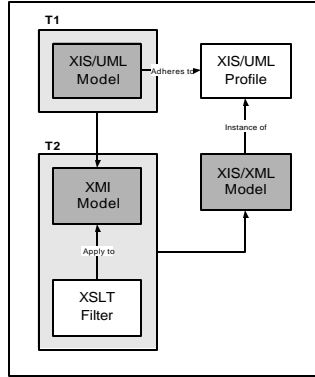 T1
XIS/UML
Model
Adheres to
XIS/UML
Profile
Instance of
T2
XMI
Model
XIS/XML
Model
Apply to
XSLT
Filter